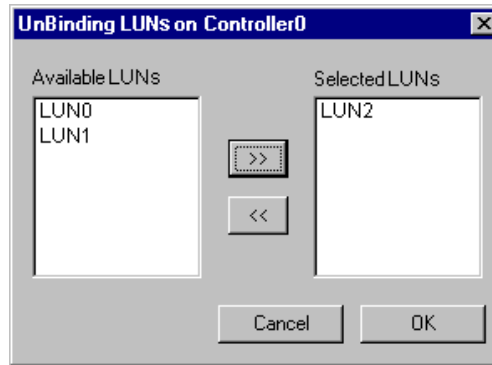 UnBinding LUNs on Controller0
Available LUNs
Selected LUNs
LUN0
LUN1
LUN2
>>
<<
Cancel
OK